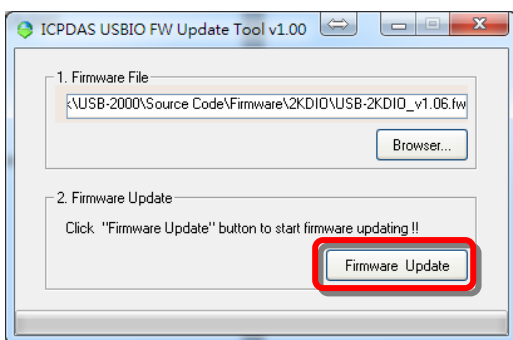 ICPDAS USBIO FW Update Tool v1.00
1. Firmware File
\USB-2000\Source Code\Firmware\2KDIO\USB-2KDIO_v1.06.fw
Browser...
2. Firmware Update
Click "Firmware Update" button to start firmware updating !!
Firmware Update